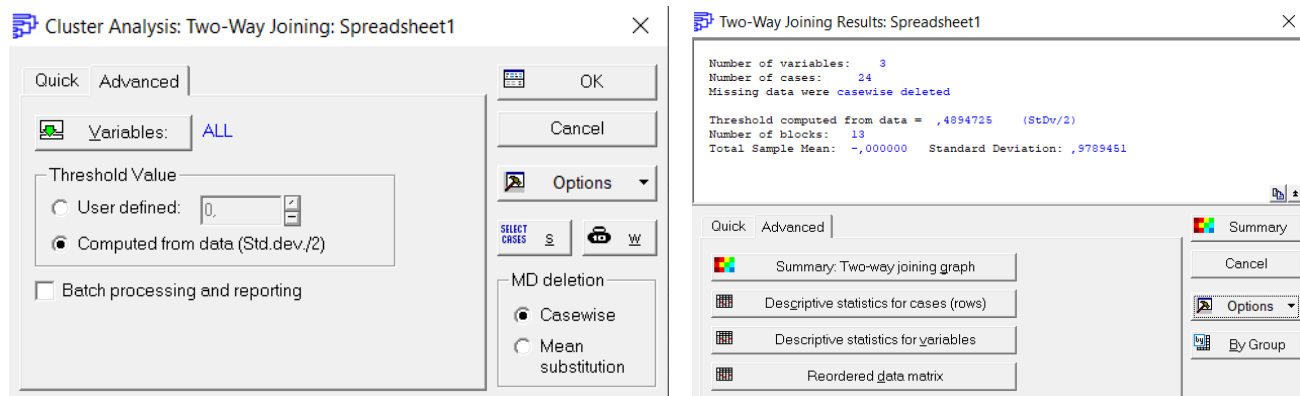 Cluster Analysis: Two-Way Joining: Spreadsheet1
Quick Advanced
OK
Variables: ALL
Cancel
Threshold Value
User defined: 0,
Options
Computed from data (Std.dev./2)
SELECT CASES S W
Batch processing and reporting
MD deletion
Casewise
Mean
substitution
Two-Way Joining Results: Spreadsheet1
Number of variables: 3
Number of cases: 24
Missing data were casewise deleted
Threshold computed from data = ,4894725 (StDv/2)
Number of blocks: 13
Total Sample Mean: -,000000 Standard Deviation: ,9789451
Quick Advanced
Summary
Summary: Two-way joining graph
Cancel
Descriptive statistics for cases (rows)
Options
Descriptive statistics for variables
By Group
Reordered data matrix